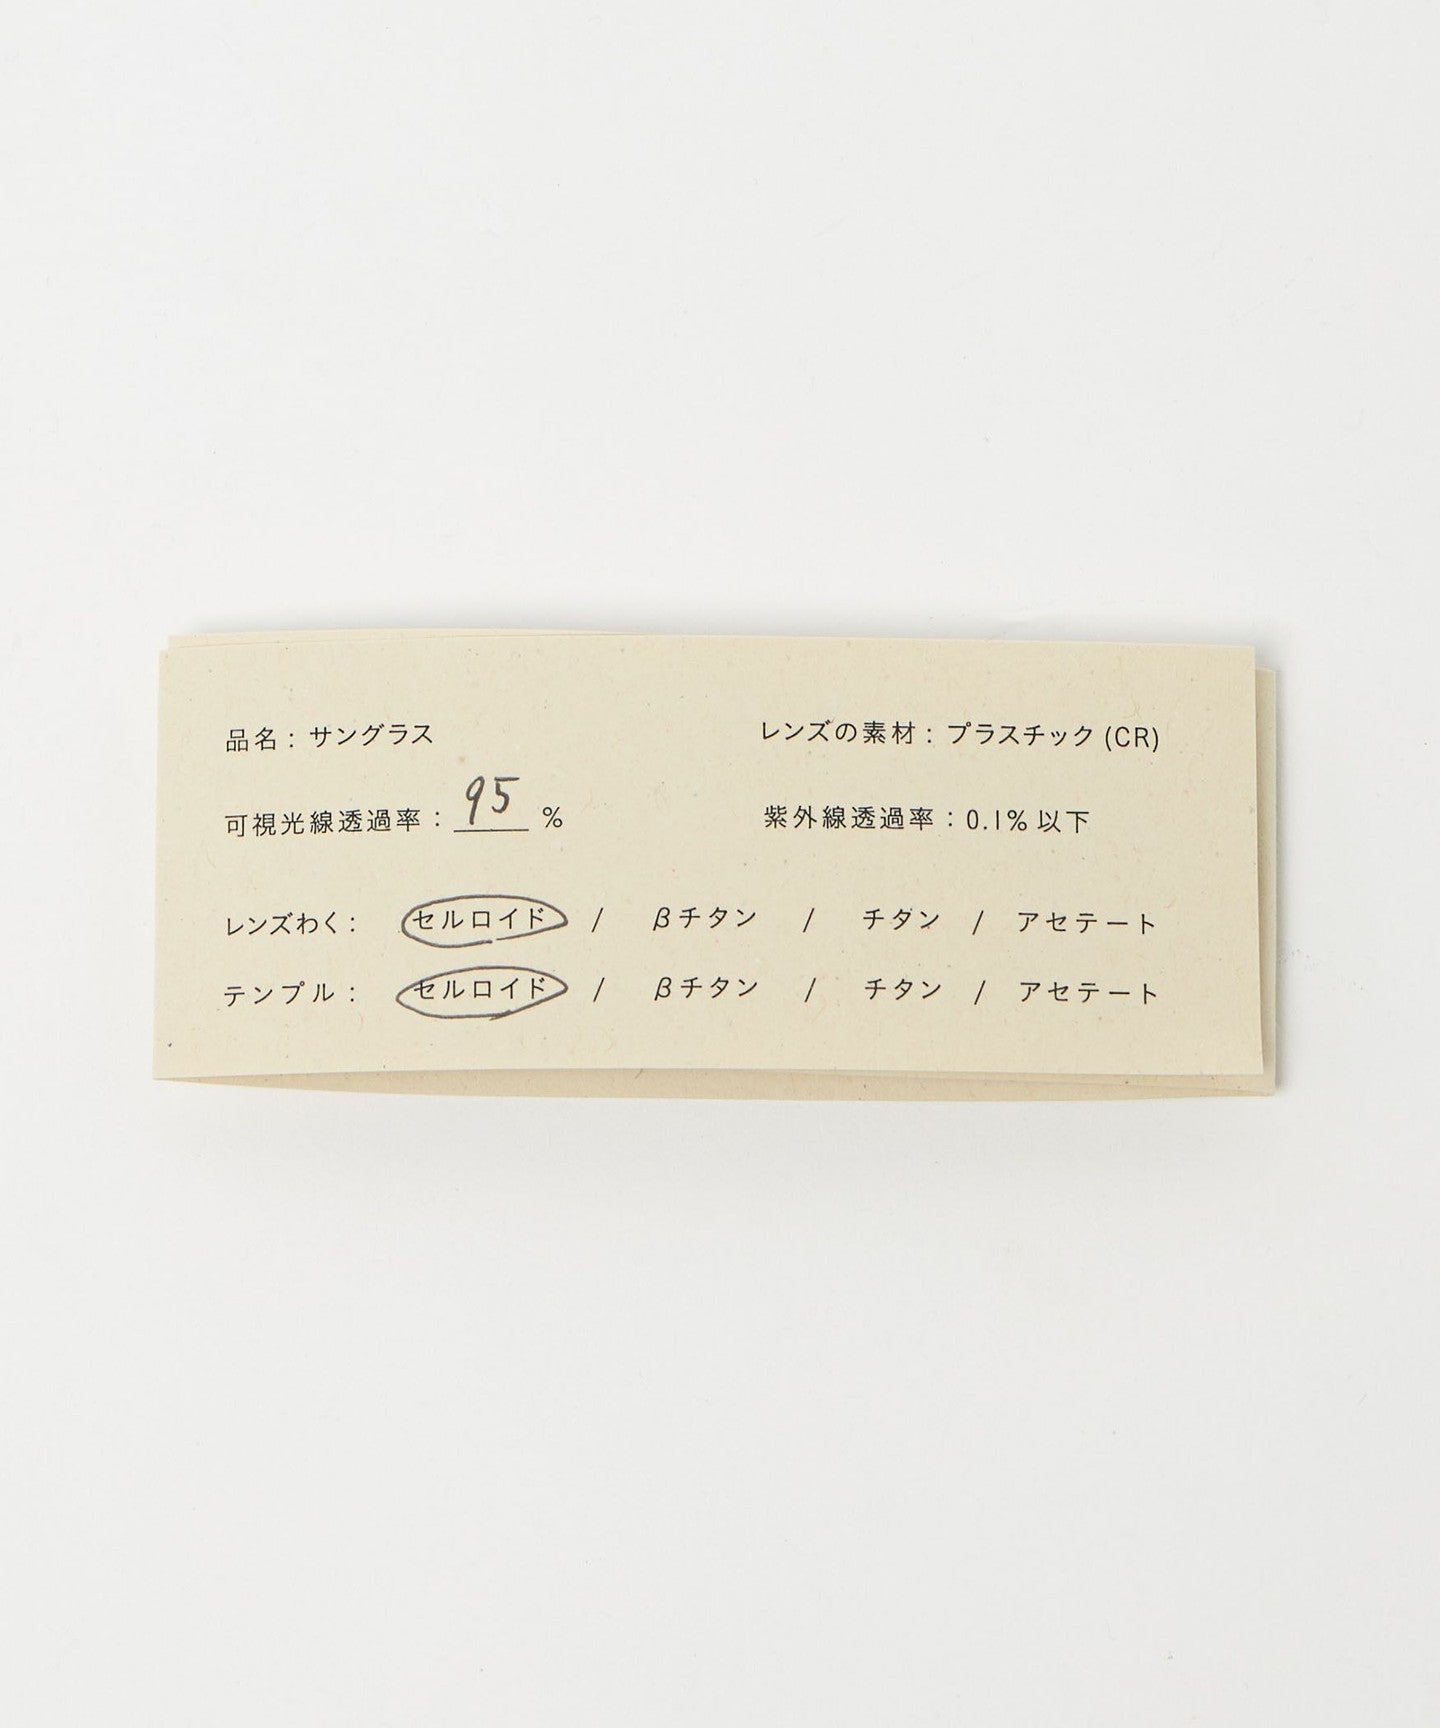 品名：サングラス
レンズの素材：プラスチック (CR)
可視光線透過率：95 %
紫外線透過率：0.1% 以下
レンズわく： セルロイド / βチタン / チタン / アセテート
テンプル： セルロイド / βチタン / チタン / アセテート